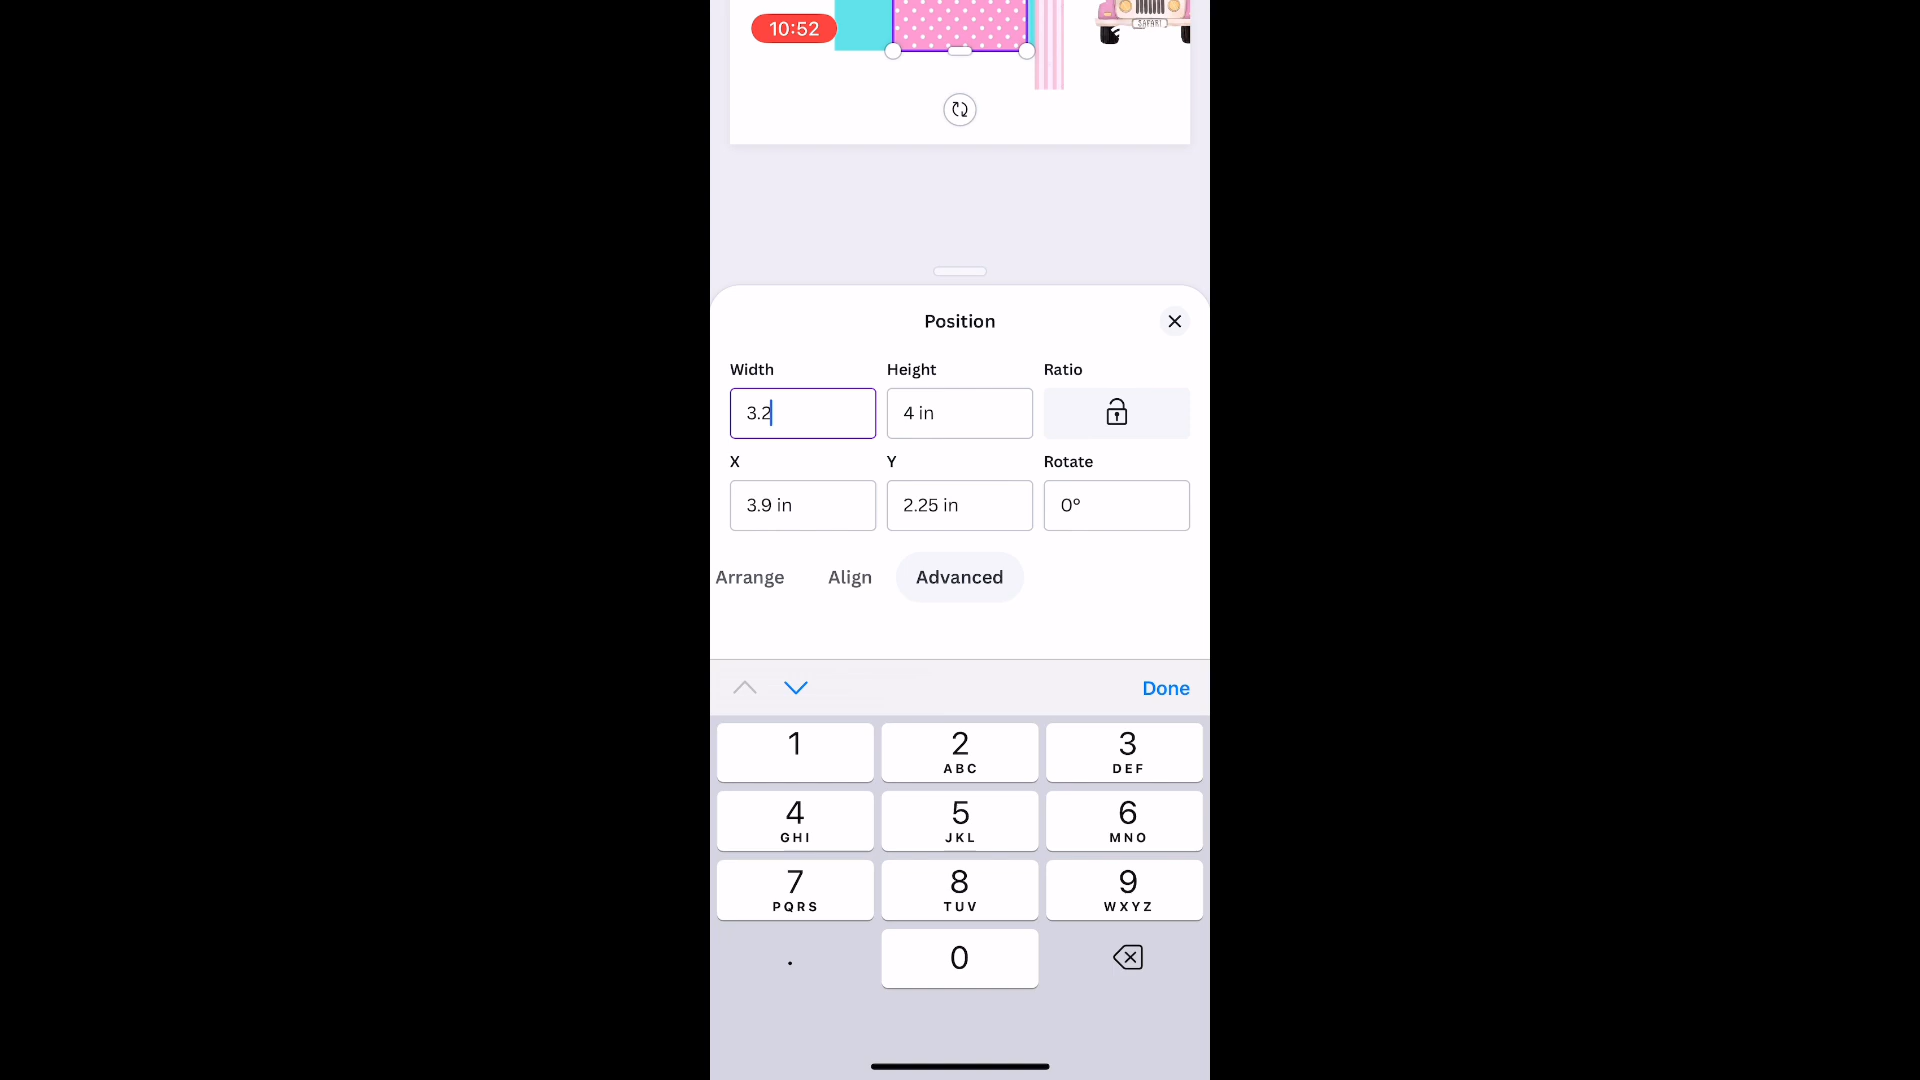 10:52
SAFARI
Position
Width Height Ratio
3.2 4 in
X Y Rotate
3.9 in 2.25 in 0°
Arrange Align Advanced
Done
1 2 3
ABC DEF
4 5 6
GHI JKL MNO
7 8 9
PQRS TUV WXYZ
. 0